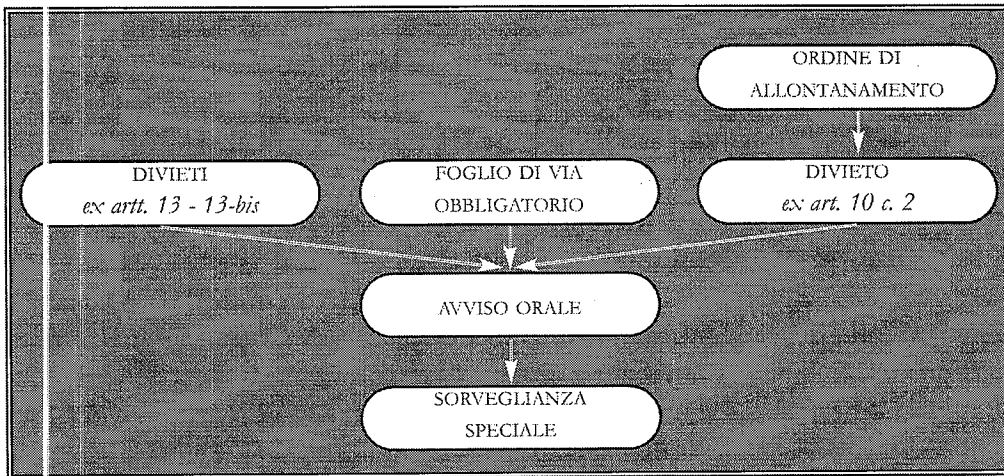 ORDINE DI
ALLONTANAMENTO
DIVIETI
ex artt. 13 - 13-bis
FOGLIO DI VIA
OBBLIGATORIO
DIVIETO
ex art. 10 c. 2
AVVISO ORALE
SORVEGLIANZA
SPECIALE